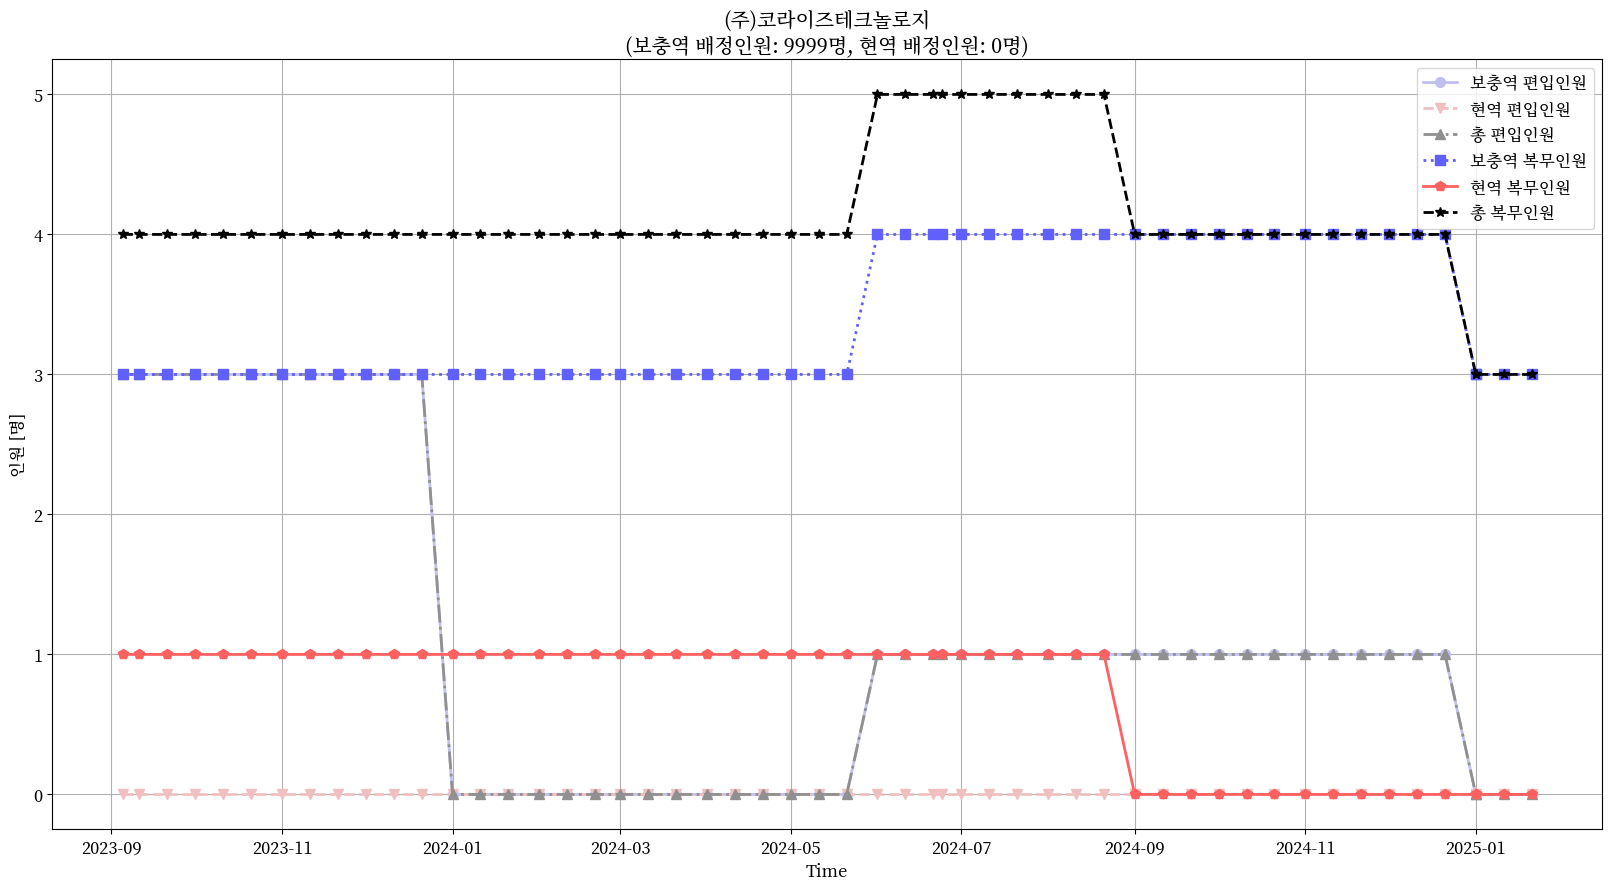 (주)코라이즈테크놀로지
(보충역 배정인원: 9999명, 현역 배정인원: 0명)
보충역 편입인원
현역 편입인원
총 편입인원
보충역 복무인원
현역 복무인원
총 복무인원
인원 [명]
5
4
3
2
1
0
2023-09 2023-11 2024-01 2024-03 2024-05 2024-07 2024-09 2024-11 2025-01
Time